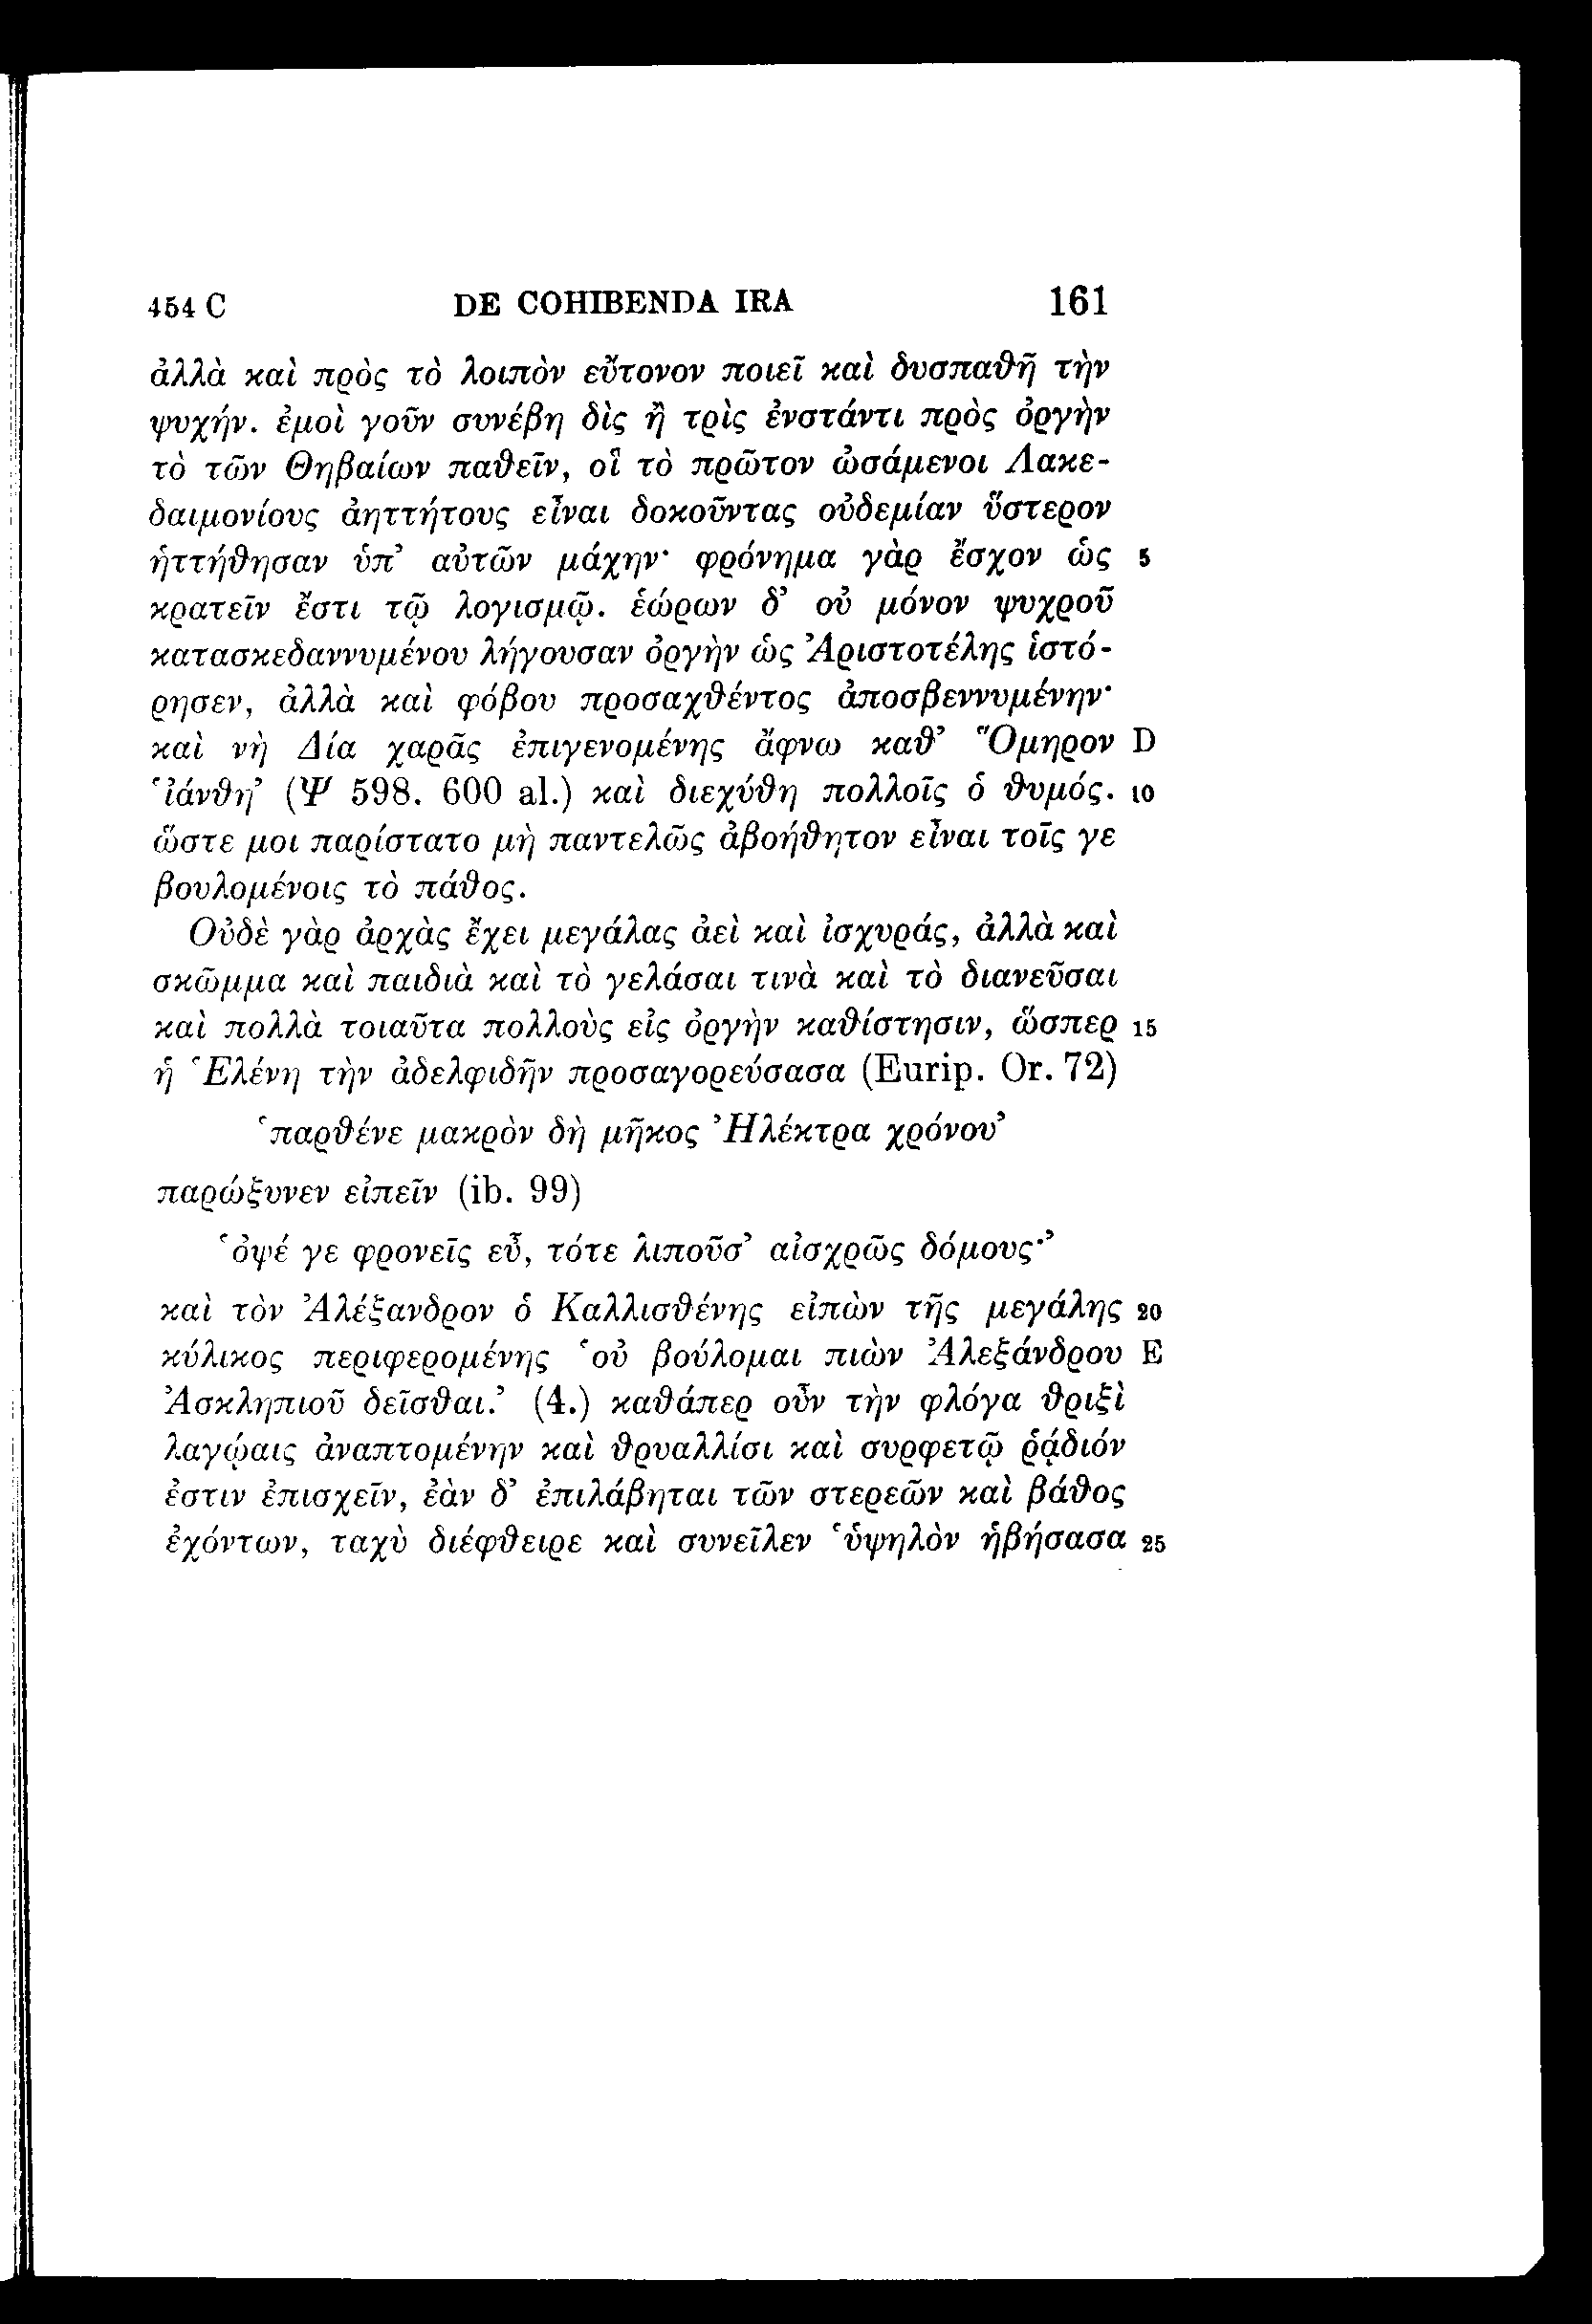 454 C DE COHIBENDA IRA 161
ἀλλὰ καὶ πρὸς τὸ λοιπὸν εὔτονον ποιεῖ καὶ δυσπαθῆ τὴν
ψυχήν. ἐμοὶ γοῦν συνέβη δὶς ἢ τρὶς ἐνστάντι πρὸς ὀργὴν
τὸ τῶν Θηβαίων παθεῖν, οἳ τὸ πρῶτον ὠσάμενοι Λακε-
δαιμονίους ἀηττήτους εἶναι δοκοῦντας οὐδεμίαν ὕστερον
ἡττήθησαν ὑπ’ αὐτῶν μάχην· φρόνημα γὰρ ἔσχον ὡς 5
κρατεῖν ἔστι τῷ λογισμῷ. ἑώρων δ’ οὐ μόνον ψυχροῦ
κατασκεδαννυμένου λήγουσαν ὀργὴν ὡς Ἀριστοτέλης ἱστό-
ρησεν, ἀλλὰ καὶ φόβου προσαχθέντος ἀποσβεννυμένην·
καὶ νὴ Δία χαρᾶς ἐπιγενομένης ἄφνω καθ’ Ὅμηρον D
‘ἰάνθη’ (Ψ 598. 600 al.) καὶ διεχύθη πολλοῖς ὁ θυμός. 10
ὥστε μοι παρίστατο μὴ παντελῶς ἀβοήθητον εἶναι τοῖς γε
βουλομένοις τὸ πάθος.
Οὐδὲ γὰρ ἀρχὰς ἔχει μεγάλας ἀεὶ καὶ ἰσχυράς, ἀλλὰ καὶ
σκῶμμα καὶ παιδιὰ καὶ τὸ γελάσαι τινὰ καὶ τὸ διανεῦσαι
καὶ πολλὰ τοιαῦτα πολλοὺς εἰς ὀργὴν καθίστησιν, ὥσπερ 15
ἡ Ἑλένη τὴν ἀδελφιδῆν προσαγορεύσασα (Eurip. Or. 72)
‘παρθένε μακρὸν δὴ μῆκος Ἠλέκτρα χρόνου’
παρώξυνεν εἰπεῖν (ib. 99)
‘ὀψέ γε φρονεῖς εὖ, τότε λιποῦσ’ αἰσχρῶς δόμους·’
καὶ τὸν Ἀλέξανδρον ὁ Καλλισθένης εἰπὼν τῆς μεγάλης 20
κύλικος περιφερομένης ‘οὐ βούλομαι πιὼν Ἀλεξάνδρου E
Ἀσκληπιοῦ δεῖσθαι.’ (4.) καθάπερ οὖν τὴν φλόγα θριξὶ
λαγῴαις ἀναπτομένην καὶ θρυαλλίσι καὶ συρφετῷ ῥᾴδιόν
ἐστιν ἐπισχεῖν, ἐὰν δ’ ἐπιλάβηται τῶν στερεῶν καὶ βάθος
ἐχόντων, ταχὺ διέφθειρε καὶ συνεῖλεν ‘ὑψηλὸν ἡβήσασα 25